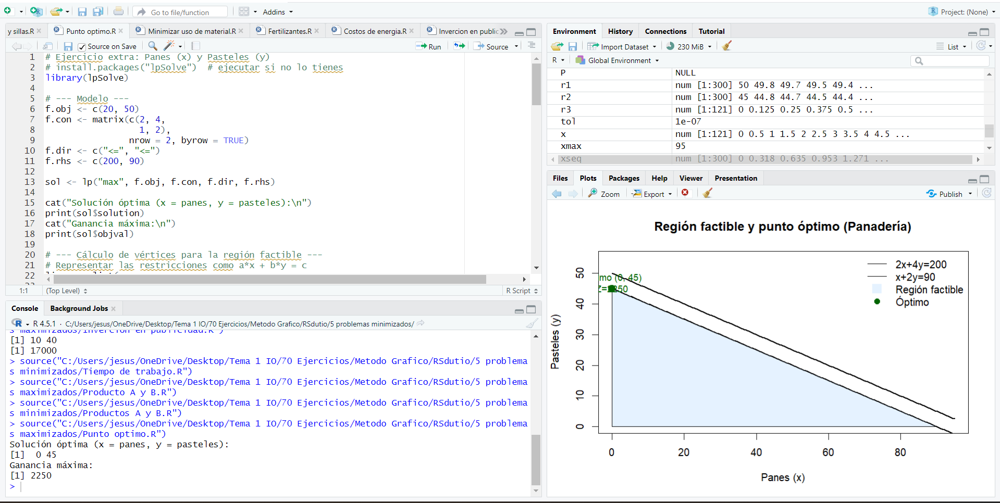 Go to file/function
Addins
Project: (None)
y sillas.R
Punto optimo.R
Minimizar uso de material.R
Fertilizantes.R
Costos de energia.R
Invercion en public
Source on Save
Run
Source
1 # Ejercicio extra: Panes (x) y Pasteles (y)
2 # install.packages("lpSolve")  # ejecutar si no lo tienes
3 library(lpSolve)
4
5 # --- Modelo ---
6 f.obj <- c(20, 50)
7 f.con <- matrix(c(2, 4,
8                   1, 2),
9                 nrow = 2, byrow = TRUE)
10 f.dir <- c("<=", "<=")
11 f.rhs <- c(200, 90)
12
13 sol <- lp("max", f.obj, f.con, f.dir, f.rhs)
14
15 cat("Solución óptima (x = panes, y = pasteles):\n")
16 print(sol$solution)
17 cat("Ganancia máxima:\n")
18 print(sol$objval)
19
20 # --- Cálculo de vértices para la región factible ---
21 # Representar las restricciones como a*x + b*y = c
22
1:1
(Top Level)
R Script
Console
Background Jobs
R 4.5.1 · C:/Users/jesus/OneDrive/Desktop/Tema 1 IO/70 Ejercicios/Metodo Grafico/RSdutio/5 problemas minimizados/
s maximizados/Invercion en publicidad.R")
[1] 10 40
[1] 17000
> source("C:/Users/jesus/OneDrive/Desktop/Tema 1 IO/70 Ejercicios/Metodo Grafico/RSdutio/5 problema
s minimizados/Tiempo de trabajo.R")
> source("C:/Users/jesus/OneDrive/Desktop/Tema 1 IO/70 Ejercicios/Metodo Grafico/RSdutio/5 problema
s maximizados/Producto A y B.R")
> source("C:/Users/jesus/OneDrive/Desktop/Tema 1 IO/70 Ejercicios/Metodo Grafico/RSdutio/5 problema
s minimizados/Productos A y B.R")
> source("C:/Users/jesus/OneDrive/Desktop/Tema 1 IO/70 Ejercicios/Metodo Grafico/RSdutio/5 problema
s maximizados/Punto optimo.R")
Solución óptima (x = panes, y = pasteles):
[1]  0 45
Ganancia máxima:
[1] 2250
>
Environment
History
Connections
Tutorial
Import Dataset
230 MiB
List
R
Global Environment
P NULL
r1 num [1:300] 50 49.8 49.7 49.5 49.4 ...
r2 num [1:300] 45 44.8 44.7 44.5 44.4 ...
r3 num [1:121] 0 0.125 0.25 0.375 0.5 ...
tol 1e-07
x num [1:121] 0 0.5 1 1.5 2 2.5 3 3.5 4 4.5 ...
xmax 95
xseq num [1:300] 0 0.318 0.635 0.953 1.271 ...
Files
Plots
Packages
Help
Viewer
Presentation
Zoom
Export
Publish
Región factible y punto óptimo (Panadería)
2x+4y=200
x+2y=90
Región factible
Óptimo
mo (0, 45)
Z=2250
Pasteles (y)
50
40
30
20
10
0
0 20 40 60 80
Panes (x)